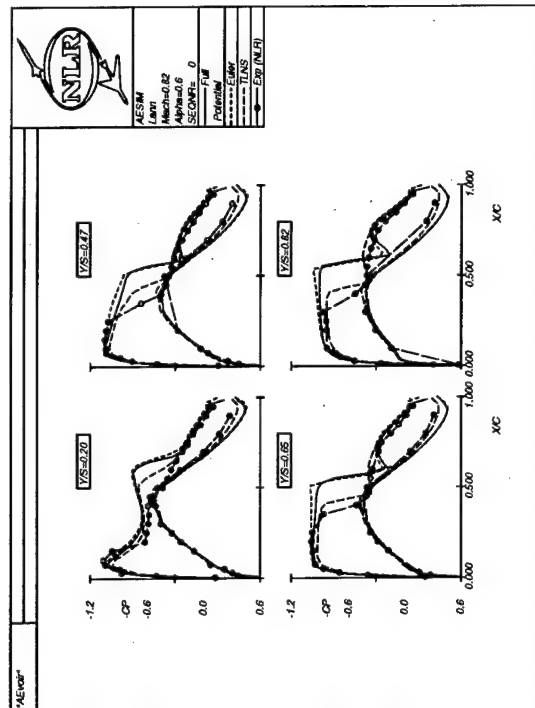 "AEvoir"
NLR
AESIM
Lann
Mach=0.82
Alpha=0.6
SEQNR= 0
Full
Potential
Euler
TLNS
Exp (NLR)
Y/S=0.20
Y/S=0.47
-1.2
-CP
-0.6
0.0
0.6
Y/S=0.65
Y/S=0.82
-1.2
-CP
-0.6
0.0
0.6
0.000
0.500
1.000
X/C
0.000
0.500
1.000
X/C